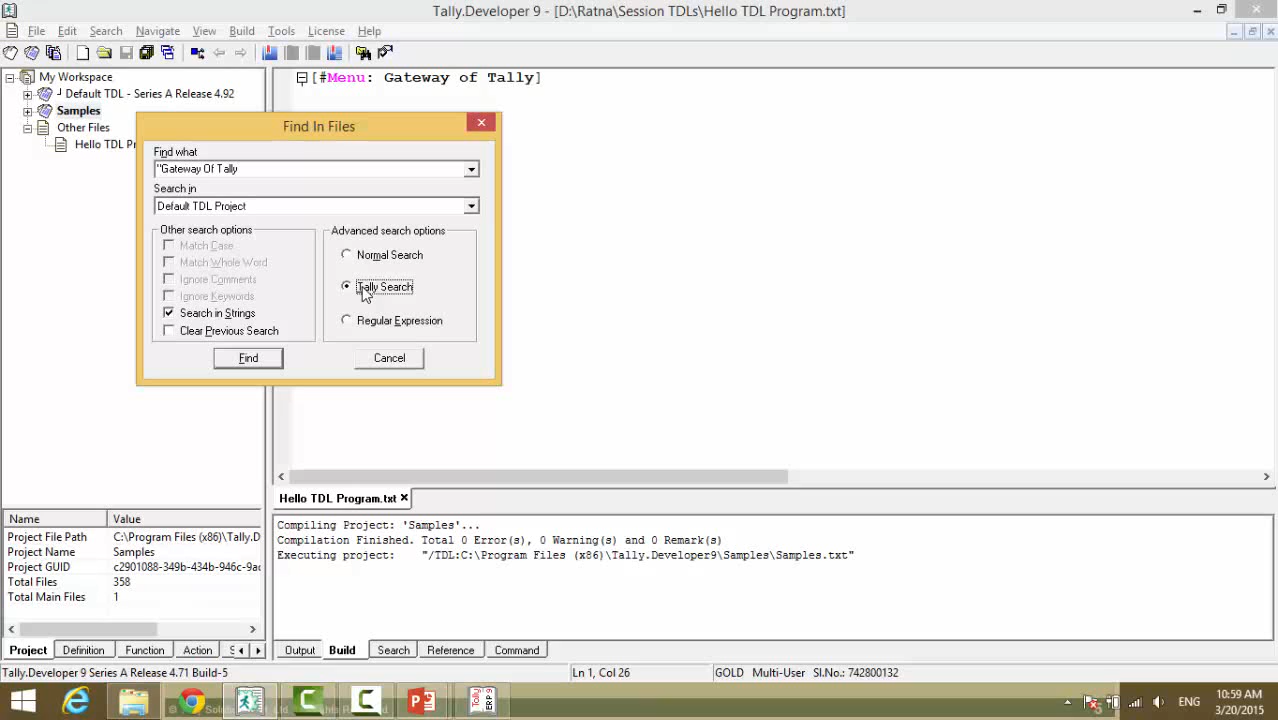 Tally.Developer 9 - [D:\Ratna\Session TDLs\Hello TDL Program.txt]
File Edit Search Navigate View Build Tools License Help
My Workspace
Default TDL - Series A Release 4.92
Samples
Other Files
Hello TDL Pr
[#Menu: Gateway of Tally]
Find In Files
Find what
"Gateway Of Tally
Search in
Default TDL Project
Other search options
Match Case
Match Whole Word
Ignore Comments
Ignore Keywords
Search in Strings
Clear Previous Search
Advanced search options
Normal Search
Tally Search
Regular Expression
Find Cancel
Hello TDL Program.txt
Name Value
Project File Path C:\Program Files (x86)\Tally.D
Project Name Samples
Project GUID c2901088-349b-434b-946c-9a
Total Files 358
Total Main Files 1
Compiling Project: 'Samples'...
Compilation Finished. Total 0 Error(s), 0 Warning(s) and 0 Remark(s)
Executing project: "/TDL:C:\Program Files (x86)\Tally.Developer9\Samples\Samples.txt"
Project Definition Function Action S
Output Build Search Reference Command
Tally.Developer 9 Series A Release 4.71 Build-5
Ln 1, Col 26
GOLD Multi-User Sl.No.: 742800132
Tally ERP 9
ENG
10:59 AM
3/20/2015